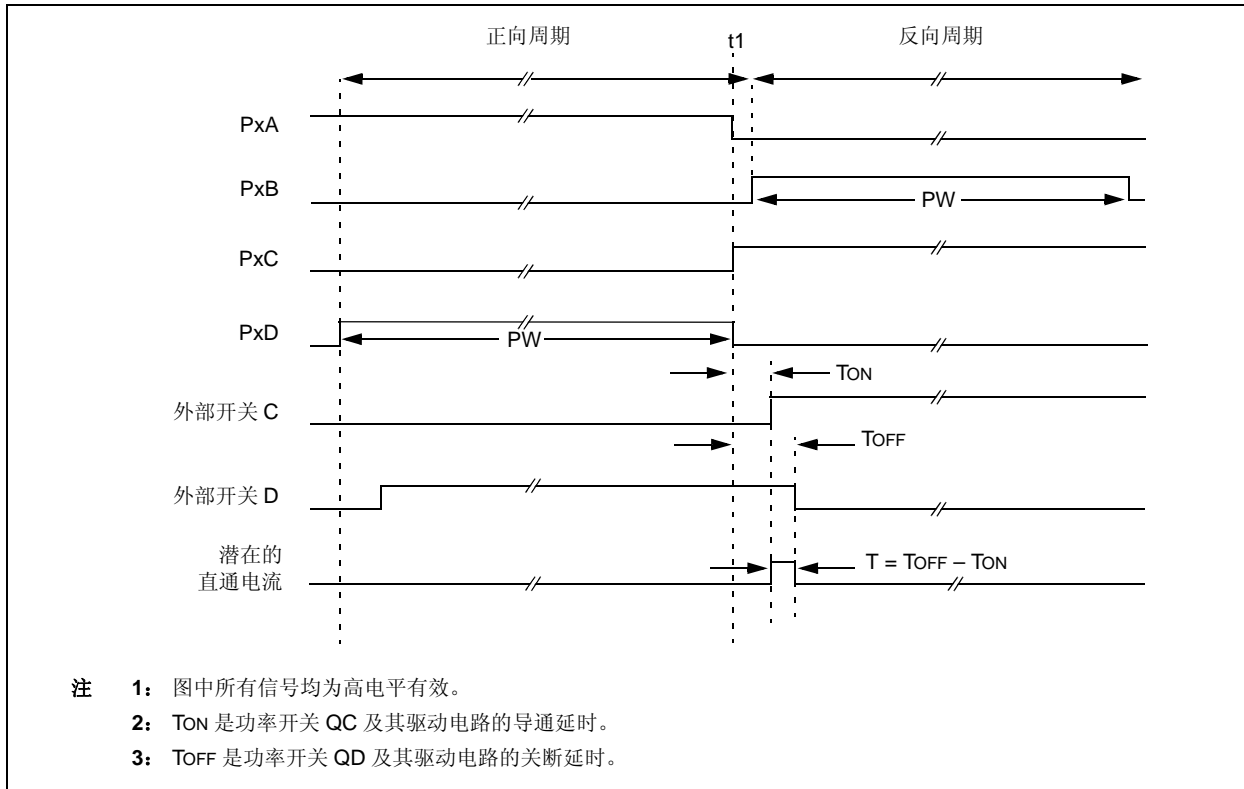 正向周期
t1
反向周期
PxA
PxB
PW
PxC
PxD
PW
TON
外部开关 C
TOFF
外部开关 D
潜在的
直通电流
T = TOFF – TON
注 1： 图中所有信号均为高电平有效。
2： TON 是功率开关 QC 及其驱动电路的导通延时。
3： TOFF 是功率开关 QD 及其驱动电路的关断延时。